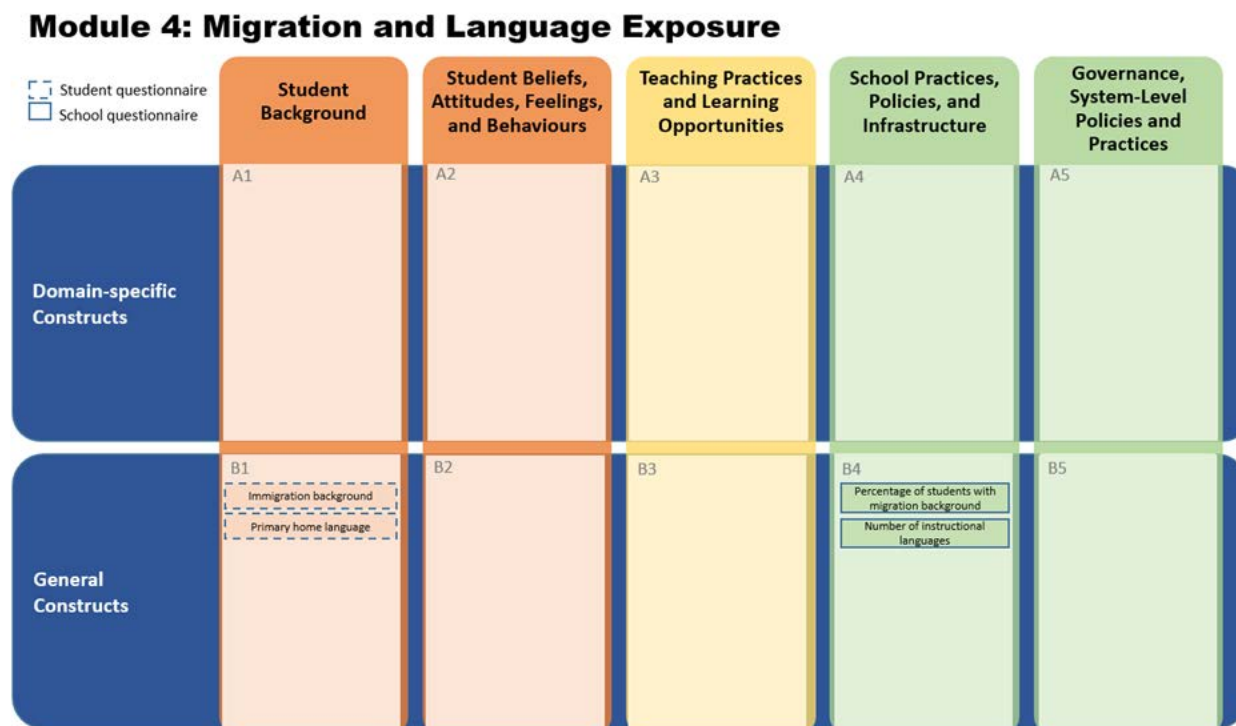 Module 4: Migration and Language Exposure
Student questionnaire
School questionnaire
Student
Background
Student Beliefs,
Attitudes, Feelings,
and Behaviours
Teaching Practices
and Learning
Opportunities
School Practices,
Policies, and
Infrastructure
Governance,
System-Level
Policies and
Practices
Domain-specific
Constructs
A1
A2
A3
A4
A5
General
Constructs
B1
Immigration background
Primary home language
B2
B3
B4
Percentage of students with
migration background
Number of instructional
languages
B5